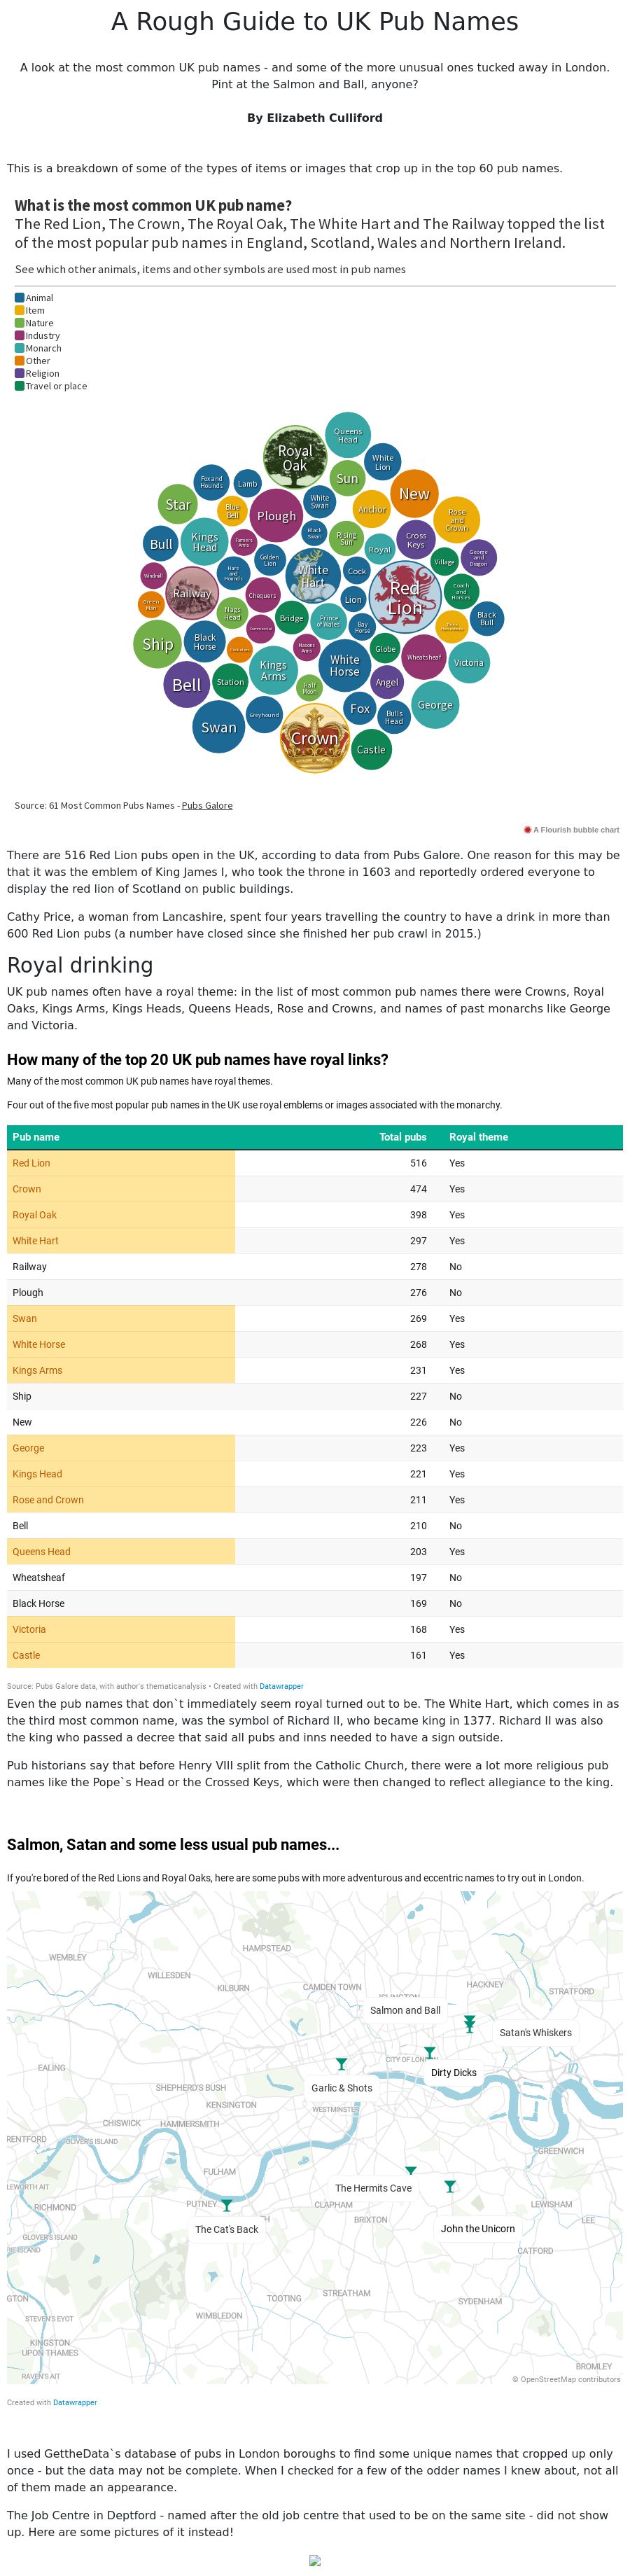 A Rough Guide to UK Pub Names
A look at the most common UK pub names - and some of the more unusual ones tucked away in London.
Pint at the Salmon and Ball, anyone?
By Elizabeth Culliford
This is a breakdown of some of the types of items or images that crop up in the top 60 pub names.
What is the most common UK pub name?
The Red Lion, The Crown, The Royal Oak, The White Hart and The Railway topped the list
of the most popular pub names in England, Scotland, Wales and Northern Ireland.
See which other animals, items and other symbols are used most in pub names
Animal
Item
Nature
Industry
Monarch
Other
Religion
Travel or place
Queens
Head
Royal
Oak
White
Lion
Sun
Fox and
Hounds
Lamb
New
Star
White
Swan
Anchor
Rose
and
Crown
Blue
Bell
Plough
Black
Swan
Rising
Sun
Cross
Keys
Bull
Kings
Head
Farmers
Arms
Royal
George
and
Dragon
Golden
Lion
Village
Windmill
Hare
and
Hounds
White
Hart
Cock
Coach
and
Horses
Railway
Chequers
Lion
Red
Lion
Green
Man
Nags
Head
Bridge
Prince
of Wales
Black
Bull
Commercial
Bay
Horse
Ship
Black
Horse
Masons
Arms
Globe
Wheatsheaf
Victoria
Kings
Arms
White
Horse
Bell
Station
Half
Moon
Angel
Greyhound
Fox
Bulls
Head
George
Swan
Crown
Castle
Source: 61 Most Common Pubs Names - Pubs Galore
A Flourish bubble chart
There are 516 Red Lion pubs open in the UK, according to data from Pubs Galore. One reason for this may be
that it was the emblem of King James I, who took the throne in 1603 and reportedly ordered everyone to
display the red lion of Scotland on public buildings.
Cathy Price, a woman from Lancashire, spent four years travelling the country to have a drink in more than
600 Red Lion pubs (a number have closed since she finished her pub crawl in 2015.)
Royal drinking
UK pub names often have a royal theme: in the list of most common pub names there were Crowns, Royal
Oaks, Kings Arms, Kings Heads, Queens Heads, Rose and Crowns, and names of past monarchs like George
and Victoria.
How many of the top 20 UK pub names have royal links?
Many of the most common UK pub names have royal themes.
Four out of the five most popular pub names in the UK use royal emblems or images associated with the monarchy.
Pub name Total pubs Royal theme
Red Lion 516 Yes
Crown 474 Yes
Royal Oak 398 Yes
White Hart 297 Yes
Railway 278 No
Plough 276 No
Swan 269 Yes
White Horse 268 Yes
Kings Arms 231 Yes
Ship 227 No
New 226 No
George 223 Yes
Kings Head 221 Yes
Rose and Crown 211 Yes
Bell 210 No
Queens Head 203 Yes
Wheatsheaf 197 No
Black Horse 169 No
Victoria 168 Yes
Castle 161 Yes
Source: Pubs Galore data, with author's thematicanalysis • Created with Datawrapper
Even the pub names that don`t immediately seem royal turned out to be. The White Hart, which comes in as
the third most common name, was the symbol of Richard II, who became king in 1377. Richard II was also
the king who passed a decree that said all pubs and inns needed to have a sign outside.
Pub historians say that before Henry VIII split from the Catholic Church, there were a lot more religious pub
names like the Pope`s Head or the Crossed Keys, which were then changed to reflect allegiance to the king.
Salmon, Satan and some less usual pub names...
If you're bored of the Red Lions and Royal Oaks, here are some pubs with more adventurous and eccentric names to try out in London.
HAMPSTEAD
WEMBLEY
WILLESDEN
KILBURN
CAMDEN TOWN
HACKNEY
STRATFORD
ISLINGTON
Salmon and Ball
Satan's Whiskers
CITY OF LONDON
Dirty Dicks
EALING
Garlic & Shots
SHEPHERD'S BUSH
KENSINGTON
WESTMINSTER
CHISWICK
HAMMERSMITH
RENTFORD
OLIVER'S ISLAND
GREENWICH
FULHAM
The Hermits Cave
LEWORTH AIT
PUTNEY
CLAPHAM
LEWISHAM
RICHMOND
BRIXTON
LEE
The Cat's Back
John the Unicorn
GLOVER'S ISLAND
CATFORD
GTON
TOOTING
STREATHAM
SYDENHAM
WIMBLEDON
STEVEN'S EYOT
KINGSTON
UPON THAMES
BROMLEY
RAVEN'S AIT
© OpenStreetMap contributors
Created with Datawrapper
I used GettheData`s database of pubs in London boroughs to find some unique names that cropped up only
once - but the data may not be complete. When I checked for a few of the odder names I knew about, not all
of them made an appearance.
The Job Centre in Deptford - named after the old job centre that used to be on the same site - did not show
up. Here are some pictures of it instead!